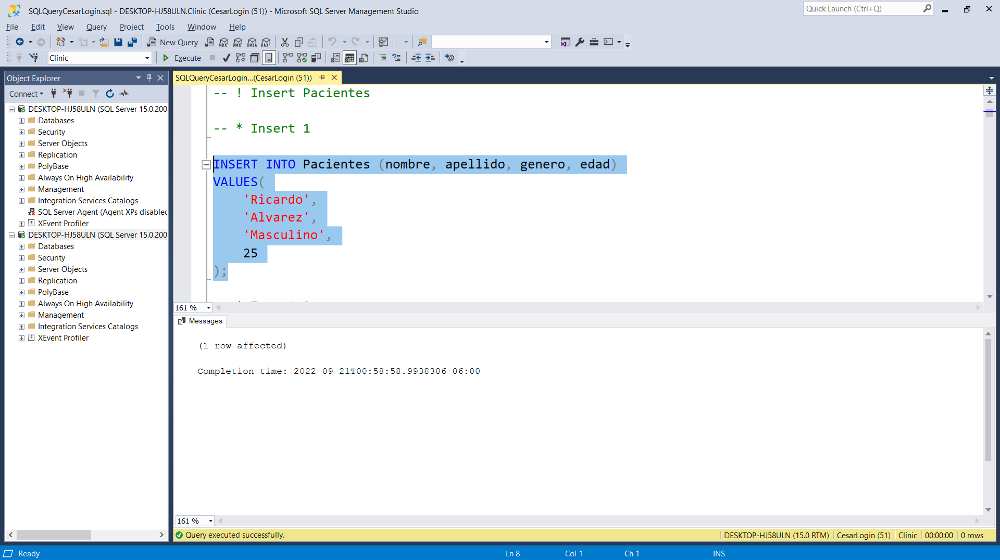 SQLQueryCesarLogin.sql - DESKTOP-HJ58ULN.Clinic (CesarLogin (51)) - Microsoft SQL Server Management Studio
Quick Launch (Ctrl+Q)
File Edit View Query Project Tools Window Help
New Query MDX DMX XMLA DAX
Clinic Execute
Object Explorer
SQLQueryCesarLogin...(CesarLogin (51))
Connect
DESKTOP-HJ58ULN (SQL Server 15.0.200
Databases
Security
Server Objects
Replication
PolyBase
Always On High Availability
Management
Integration Services Catalogs
SQL Server Agent (Agent XPs disabled
XEvent Profiler
DESKTOP-HJ58ULN (SQL Server 15.0.200
Databases
Security
Server Objects
Replication
PolyBase
Always On High Availability
Management
Integration Services Catalogs
XEvent Profiler
-- ! Insert Pacientes
-- * Insert 1
INSERT INTO Pacientes (nombre, apellido, genero, edad)
VALUES(
'Ricardo',
'Alvarez',
'Masculino',
25
);
161 %
Messages
(1 row affected)
Completion time: 2022-09-21T00:58:58.9938386-06:00
161 %
Query executed successfully. DESKTOP-HJ58ULN (15.0 RTM) CesarLogin (51) Clinic 00:00:00 0 rows
Ready Ln 8 Col 1 Ch 1 INS